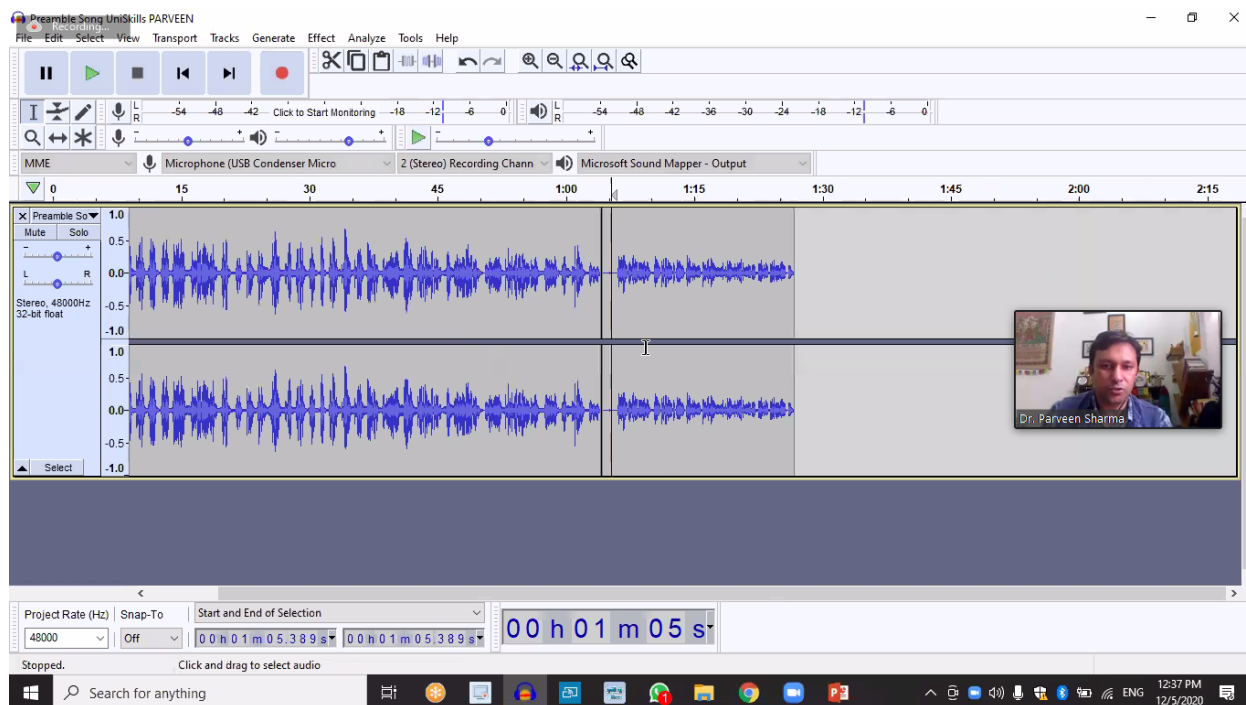 Preamble Song UniSkills PARVEEN
Recording...
File Edit Select View Transport Tracks Generate Effect Analyze Tools Help
L R -54 -48 -42 Click to Start Monitoring -18 -12 -6 0 L R -54 -48 -42 -36 -30 -24 -18 -12 -6 0
- + - + - +
MME Microphone (USB Condenser Micro 2 (Stereo) Recording Chann Microsoft Sound Mapper - Output
0 15 30 45 1:00 1:15 1:30 1:45 2:00 2:15
× Preamble So 1.0
Mute Solo
- + 0.5
L R 0.0
Stereo, 48000Hz -0.5
32-bit float
-1.0
1.0
0.5
0.0
-0.5
Select -1.0
Dr. Parveen Sharma
Project Rate (Hz) Snap-To Start and End of Selection
48000 Off 00h01m05.389s 00h01m05.389s 00 h 01 m 05 s
Stopped. Click and drag to select audio
Search for anything 1 ENG 12:37 PM
12/5/2020